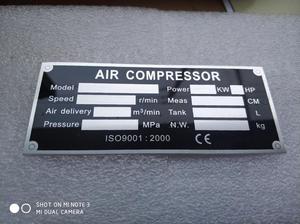 AIR COMPRESSOR
Model Power KW HP
Speed r/min Meas CM
Air delivery m³/min Tank L
Pressure MPa N.W. kg
ISO9001 : 2000 CE
SHOT ON MI NOTE 3
MI DUAL CAMERA